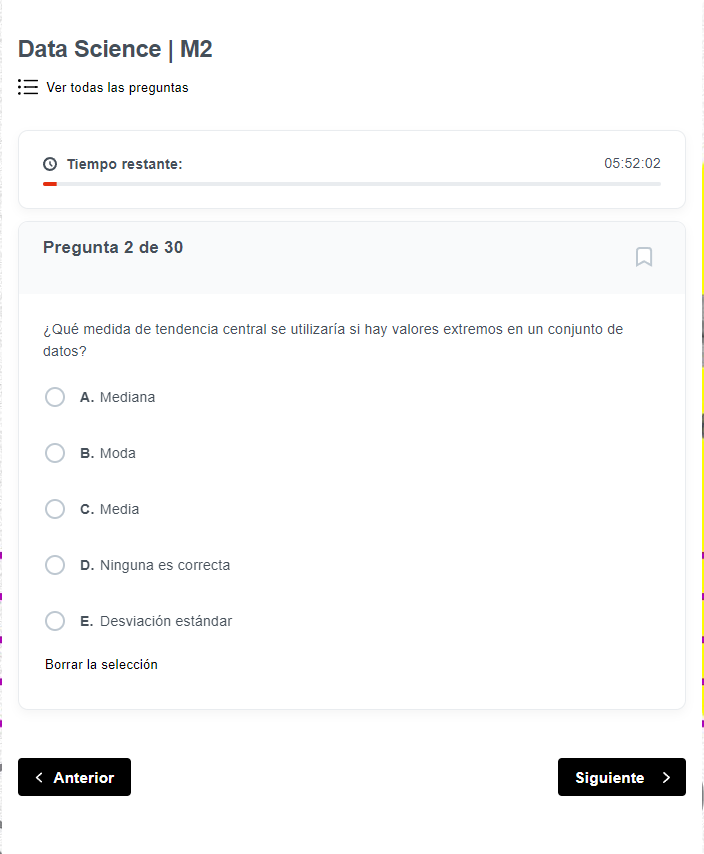 Data Science | M2
Ver todas las preguntas
Tiempo restante:
05:52:02
Pregunta 2 de 30
¿Qué medida de tendencia central se utilizaría si hay valores extremos en un conjunto de
datos?
A. Mediana
B. Moda
C. Media
D. Ninguna es correcta
E. Desviación estándar
Borrar la selección
Anterior
Siguiente